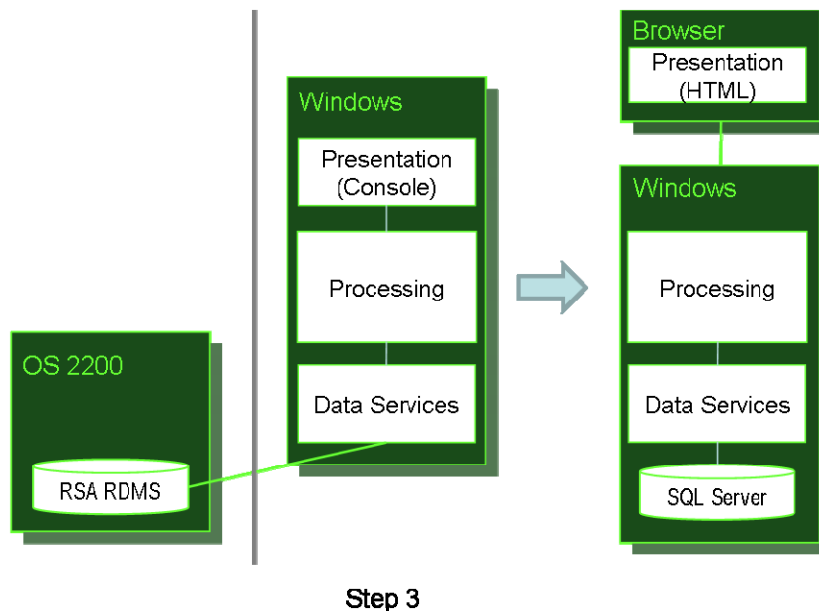 OS 2200
RSA RDMS
Windows
Presentation
(Console)
Processing
Data Services
Browser
Presentation
(HTML)
Windows
Processing
Data Services
SQL Server
Step 3